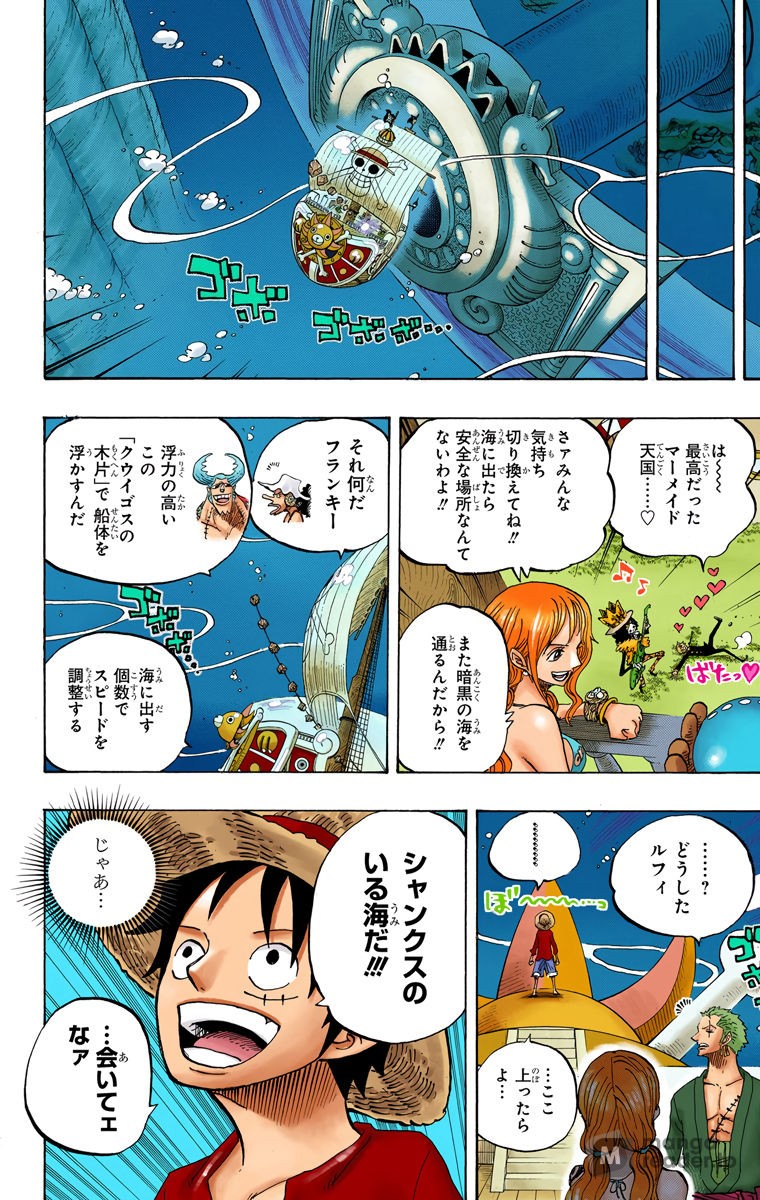 ゴボ
ゴボ
ゴボ
ゴボ
ゴボ…
は〜〜〜
最高だった
マーメイド
天国……♡
さァみんな
気持ち
切り換えてね!!
海に出たら
安全な場所なんて
ないわよ!!
ばたっ♡
また暗黒の海を
通るんだから!!
それ何だ
フランキー
この
浮力の高い
「クウイゴスの
木片」で船体を
浮かすんだ
海に出す
個数で
スピードを
調整する
………?
どうした
ルフィ
…………
ぼ〜〜〜…っ
…ここ
上ったら
よ…
シャンクスの
いる海だ!!!
じゃあ…
…会いてェ
なァ
M manga
reader.to